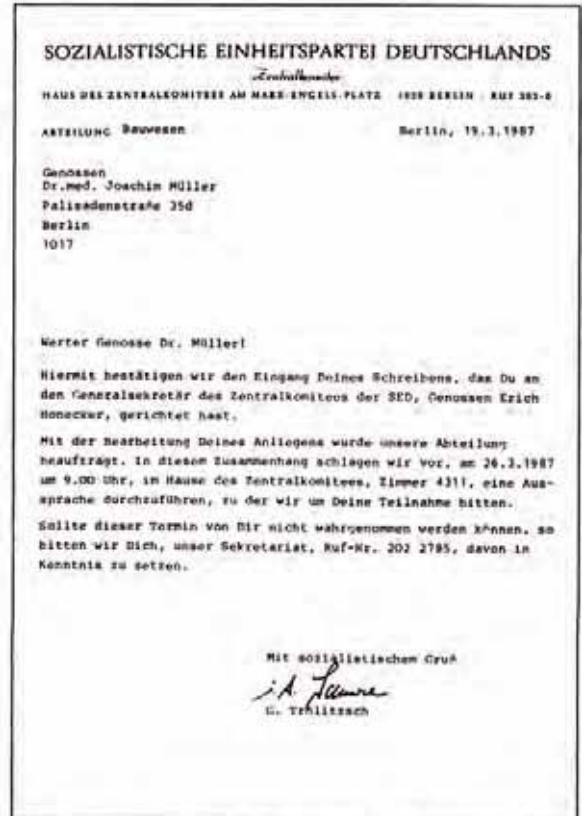 SOZIALISTISCHE EINHEITSPARTEI DEUTSCHLANDS
Zentralkomitee
HAUS DES ZENTRALKOMITEES AM MARX-ENGELS-PLATZ 1020 BERLIN RUF
ABTEILUNG Bauwesen Berlin, 19.3.1987
Genossen
Dr.med. Joachim Müller
Palisadenstraße 35d
Berlin
1017
Werter Genosse Dr. Müller!
Hiermit bestätigen wir den Eingang Deines Schreibens, das Du an
den Generalsekretär des Zentralkomitees der SED, Genossen Erich
Honecker, gerichtet hast.
Mit der Bearbeitung Deines Anliegens wurde unsere Abteilung
beauftragt. In diesem Zusammenhang schlagen wir vor, am 26.3.1987
um 9.00 Uhr, im Hause des Zentralkomitees, Zimmer 4311, eine Aus-
sprache durchzuführen, zu der wir um Deine Teilnahme bitten.
Sollte dieser Termin von Dir nicht wahrgenommen werden können, so
bitten wir Dich, unser Sekretariat, Ruf-Nr. 202 2785, davon in
Kenntnis zu setzen.
Mit sozialistischem Gruß
i.A.
G. Trölitzsch